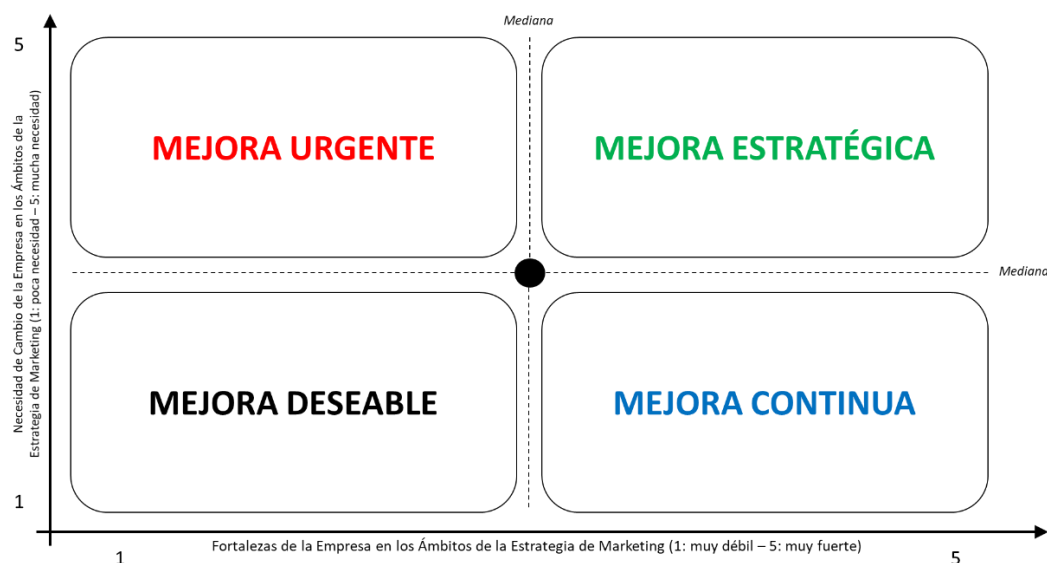 Mediana
5
MEJORA URGENTE
MEJORA ESTRATÉGICA
Necesidad de Cambio de la Empresa en los Ámbitos de la
Estrategia de Marketing (1: poca necesidad – 5: mucha necesidad)
Mediana
MEJORA DESEABLE
MEJORA CONTINUA
1
Fortalezas de la Empresa en los Ámbitos de la Estrategia de Marketing (1: muy débil – 5: muy fuerte)
1
5